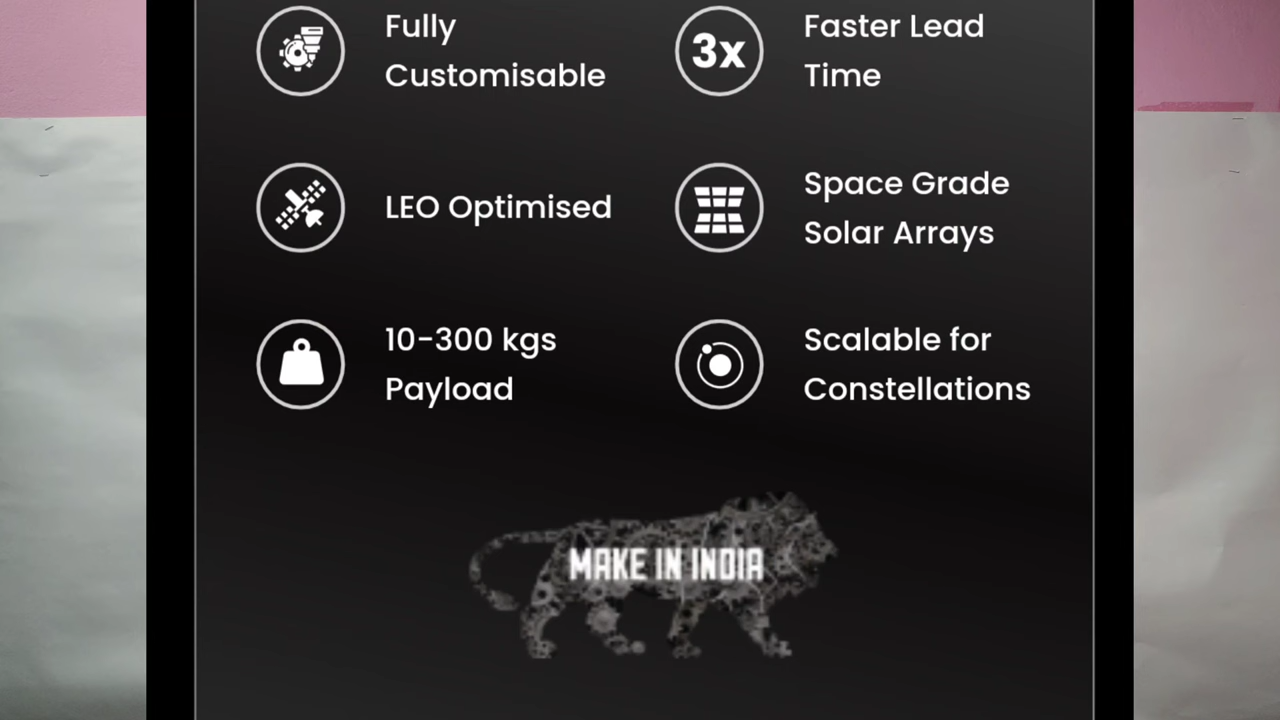 Fully
Customisable
3x
Faster Lead
Time
LEO Optimised
Space Grade
Solar Arrays
10-300 kgs
Payload
Scalable for
Constellations
MAKE IN INDIA